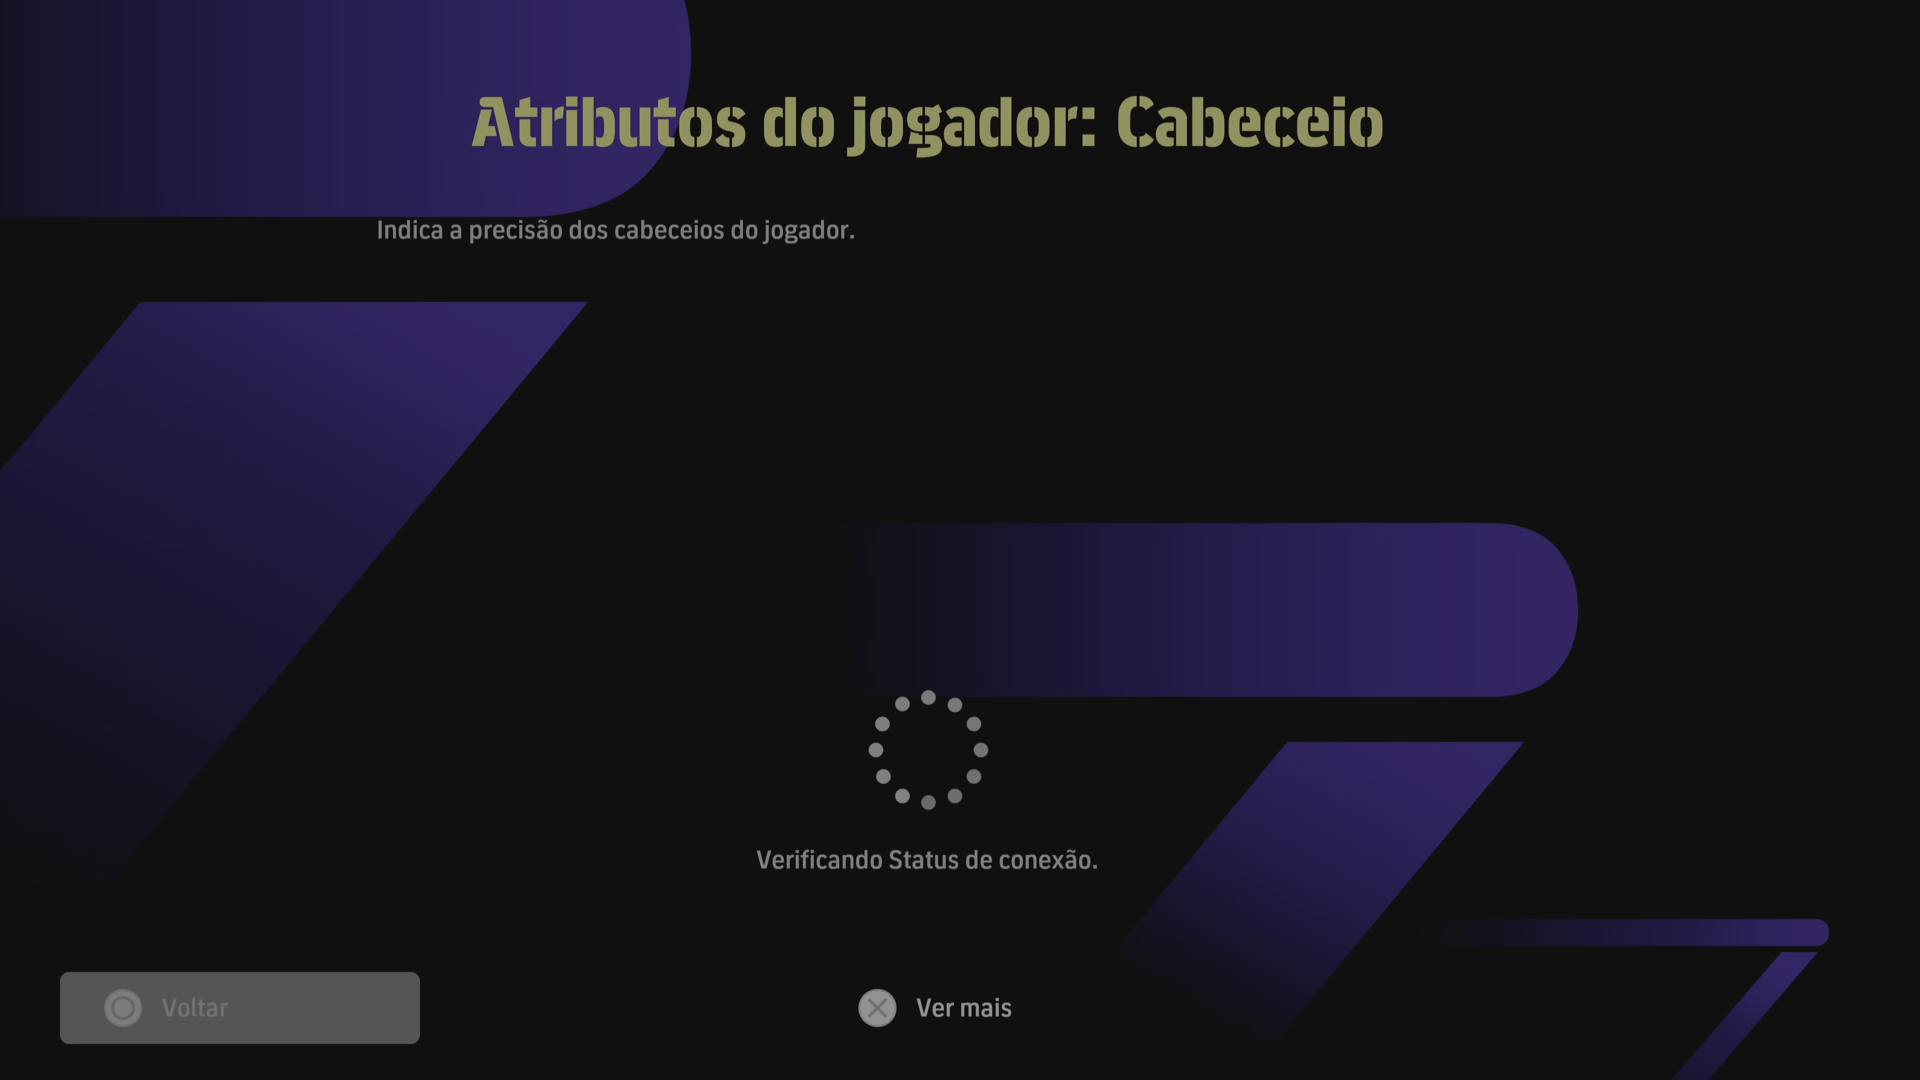 Atributos do jogador: Cabeceio
Indica a precisão dos cabeceios do jogador.
Verificando Status de conexão.
Voltar
Ver mais